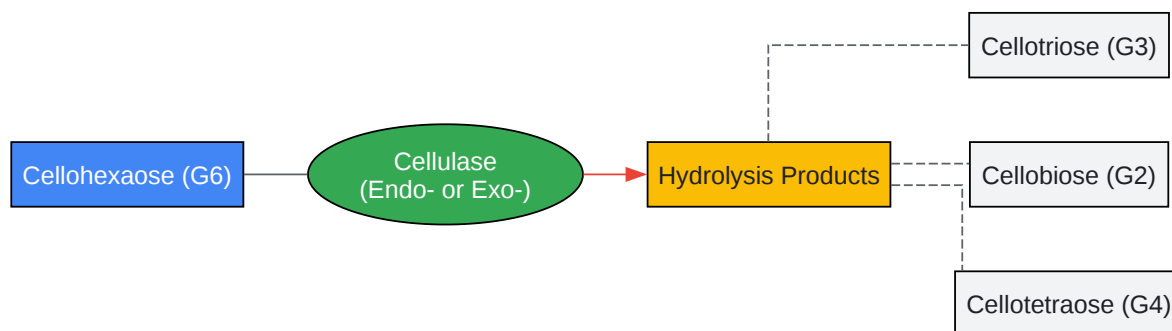 Cellotriose (G3)
Cellohexaose (G6)
Cellulase
(Endo- or Exo-)
Hydrolysis Products
Cellobiose (G2)
Cellotetraose (G4)